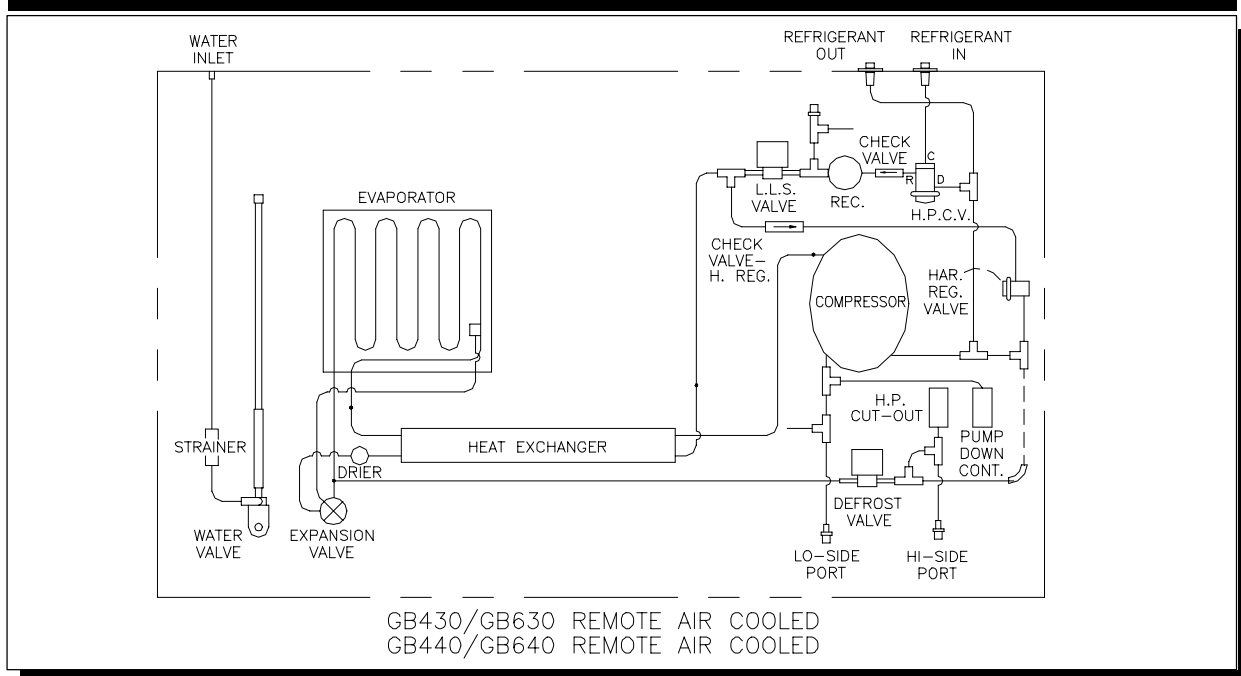 WATER
INLET
REFRIGERANT
OUT
REFRIGERANT
IN
CHECK
VALVE
C
R
D
EVAPORATOR
L.L.S.
VALVE
REC.
H.P.C.V.
CHECK
VALVE–
H. REG.
COMPRESSOR
HAR.
REG.
VALVE
H.P.
CUT–OUT
PUMP
DOWN
CONT.
STRAINER
HEAT EXCHANGER
DRIER
DEFROST
VALVE
WATER
VALVE
EXPANSION
VALVE
LO–SIDE
PORT
HI–SIDE
PORT
GB430/GB630 REMOTE AIR COOLED
GB440/GB640 REMOTE AIR COOLED